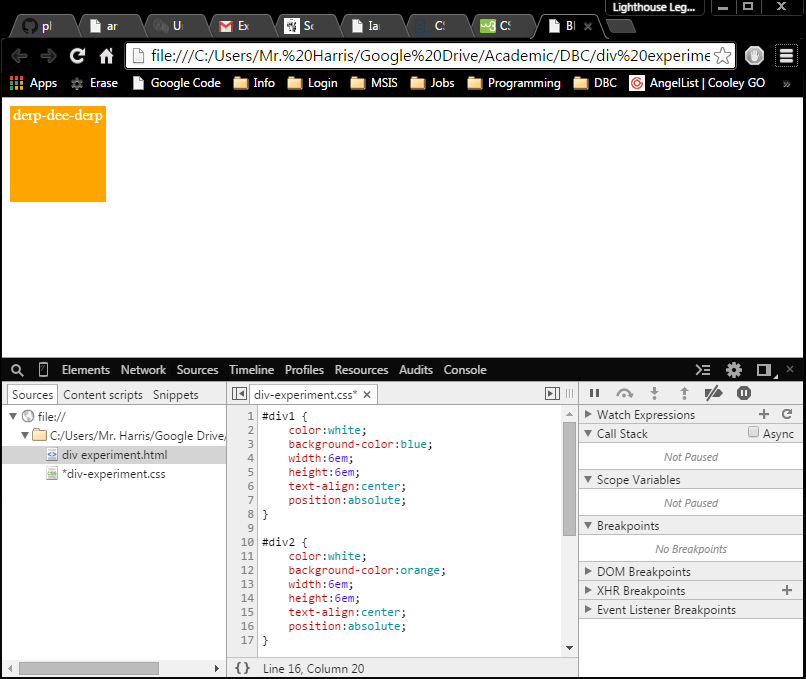 Lighthouse Leg...
pl
ar
Un
Ex
Sc
Ian
CS
CS
Bl
file:///C:/Users/Mr.%20Harris/Google%20Drive/Academic/DBC/div%20experime
Apps Erase Google Code Info Login MSIS Jobs Programming DBC AngelList | Cooley GO »
derp-dee-derp
Elements Network Sources Timeline Profiles Resources Audits Console
Sources Content scripts Snippets
file://
C:/Users/Mr. Harris/Google Drive/
div experiment.html
*div-experiment.css
div-experiment.css*
1 #div1 {
2 color:white;
3 background-color:blue;
4 width:6em;
5 height:6em;
6 text-align:center;
7 position:absolute;
8 }
9
10 #div2 {
11 color:white;
12 background-color:orange;
13 width:6em;
14 height:6em;
15 text-align:center;
16 position:absolute;
17 }
{} Line 16, Column 20
Watch Expressions
Call Stack Async
Not Paused
Scope Variables
Not Paused
Breakpoints
No Breakpoints
DOM Breakpoints
XHR Breakpoints
Event Listener Breakpoints